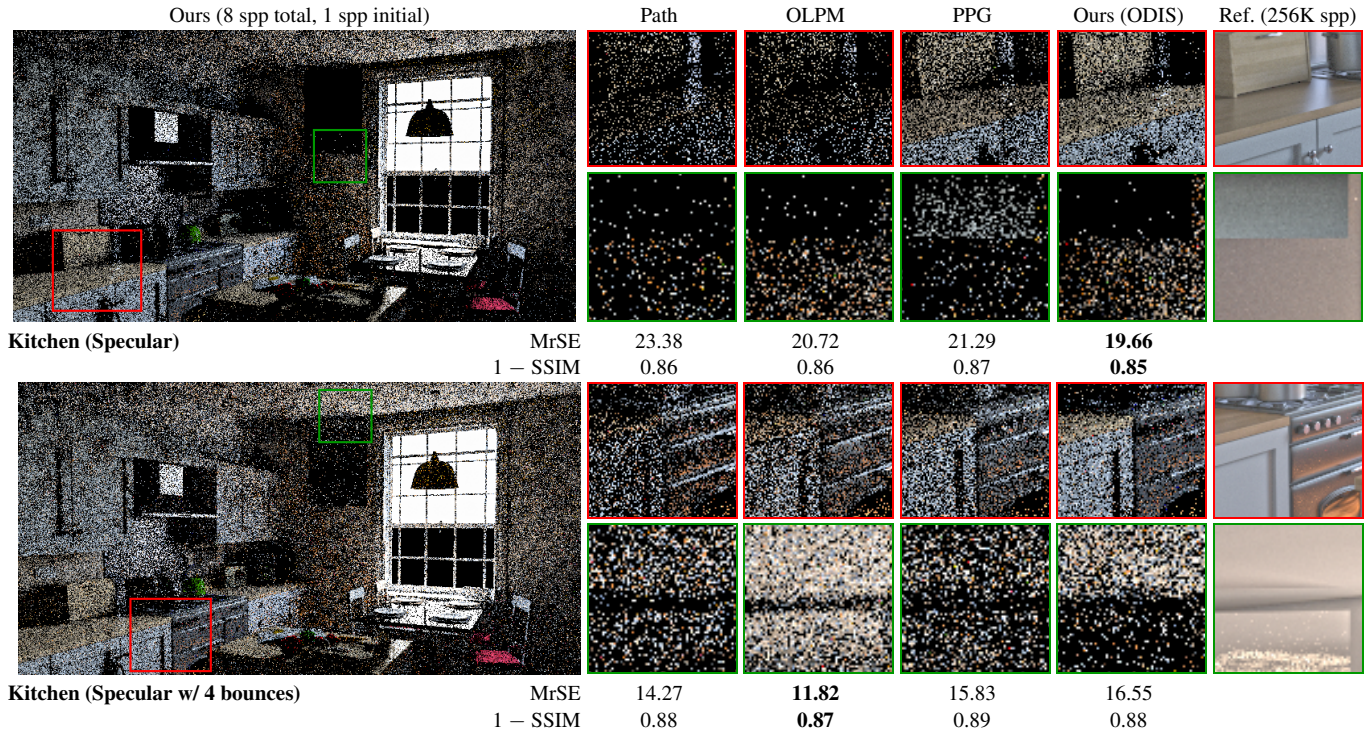 Ours (8 spp total, 1 spp initial) Path OLPM PPG Ours (ODIS) Ref. (256K spp)
Kitchen (Specular) MrSE 23.38 20.72 21.29 19.66
1 − SSIM 0.86 0.86 0.87 0.85
Kitchen (Specular w/ 4 bounces) MrSE 14.27 11.82 15.83 16.55
1 − SSIM 0.88 0.87 0.89 0.88